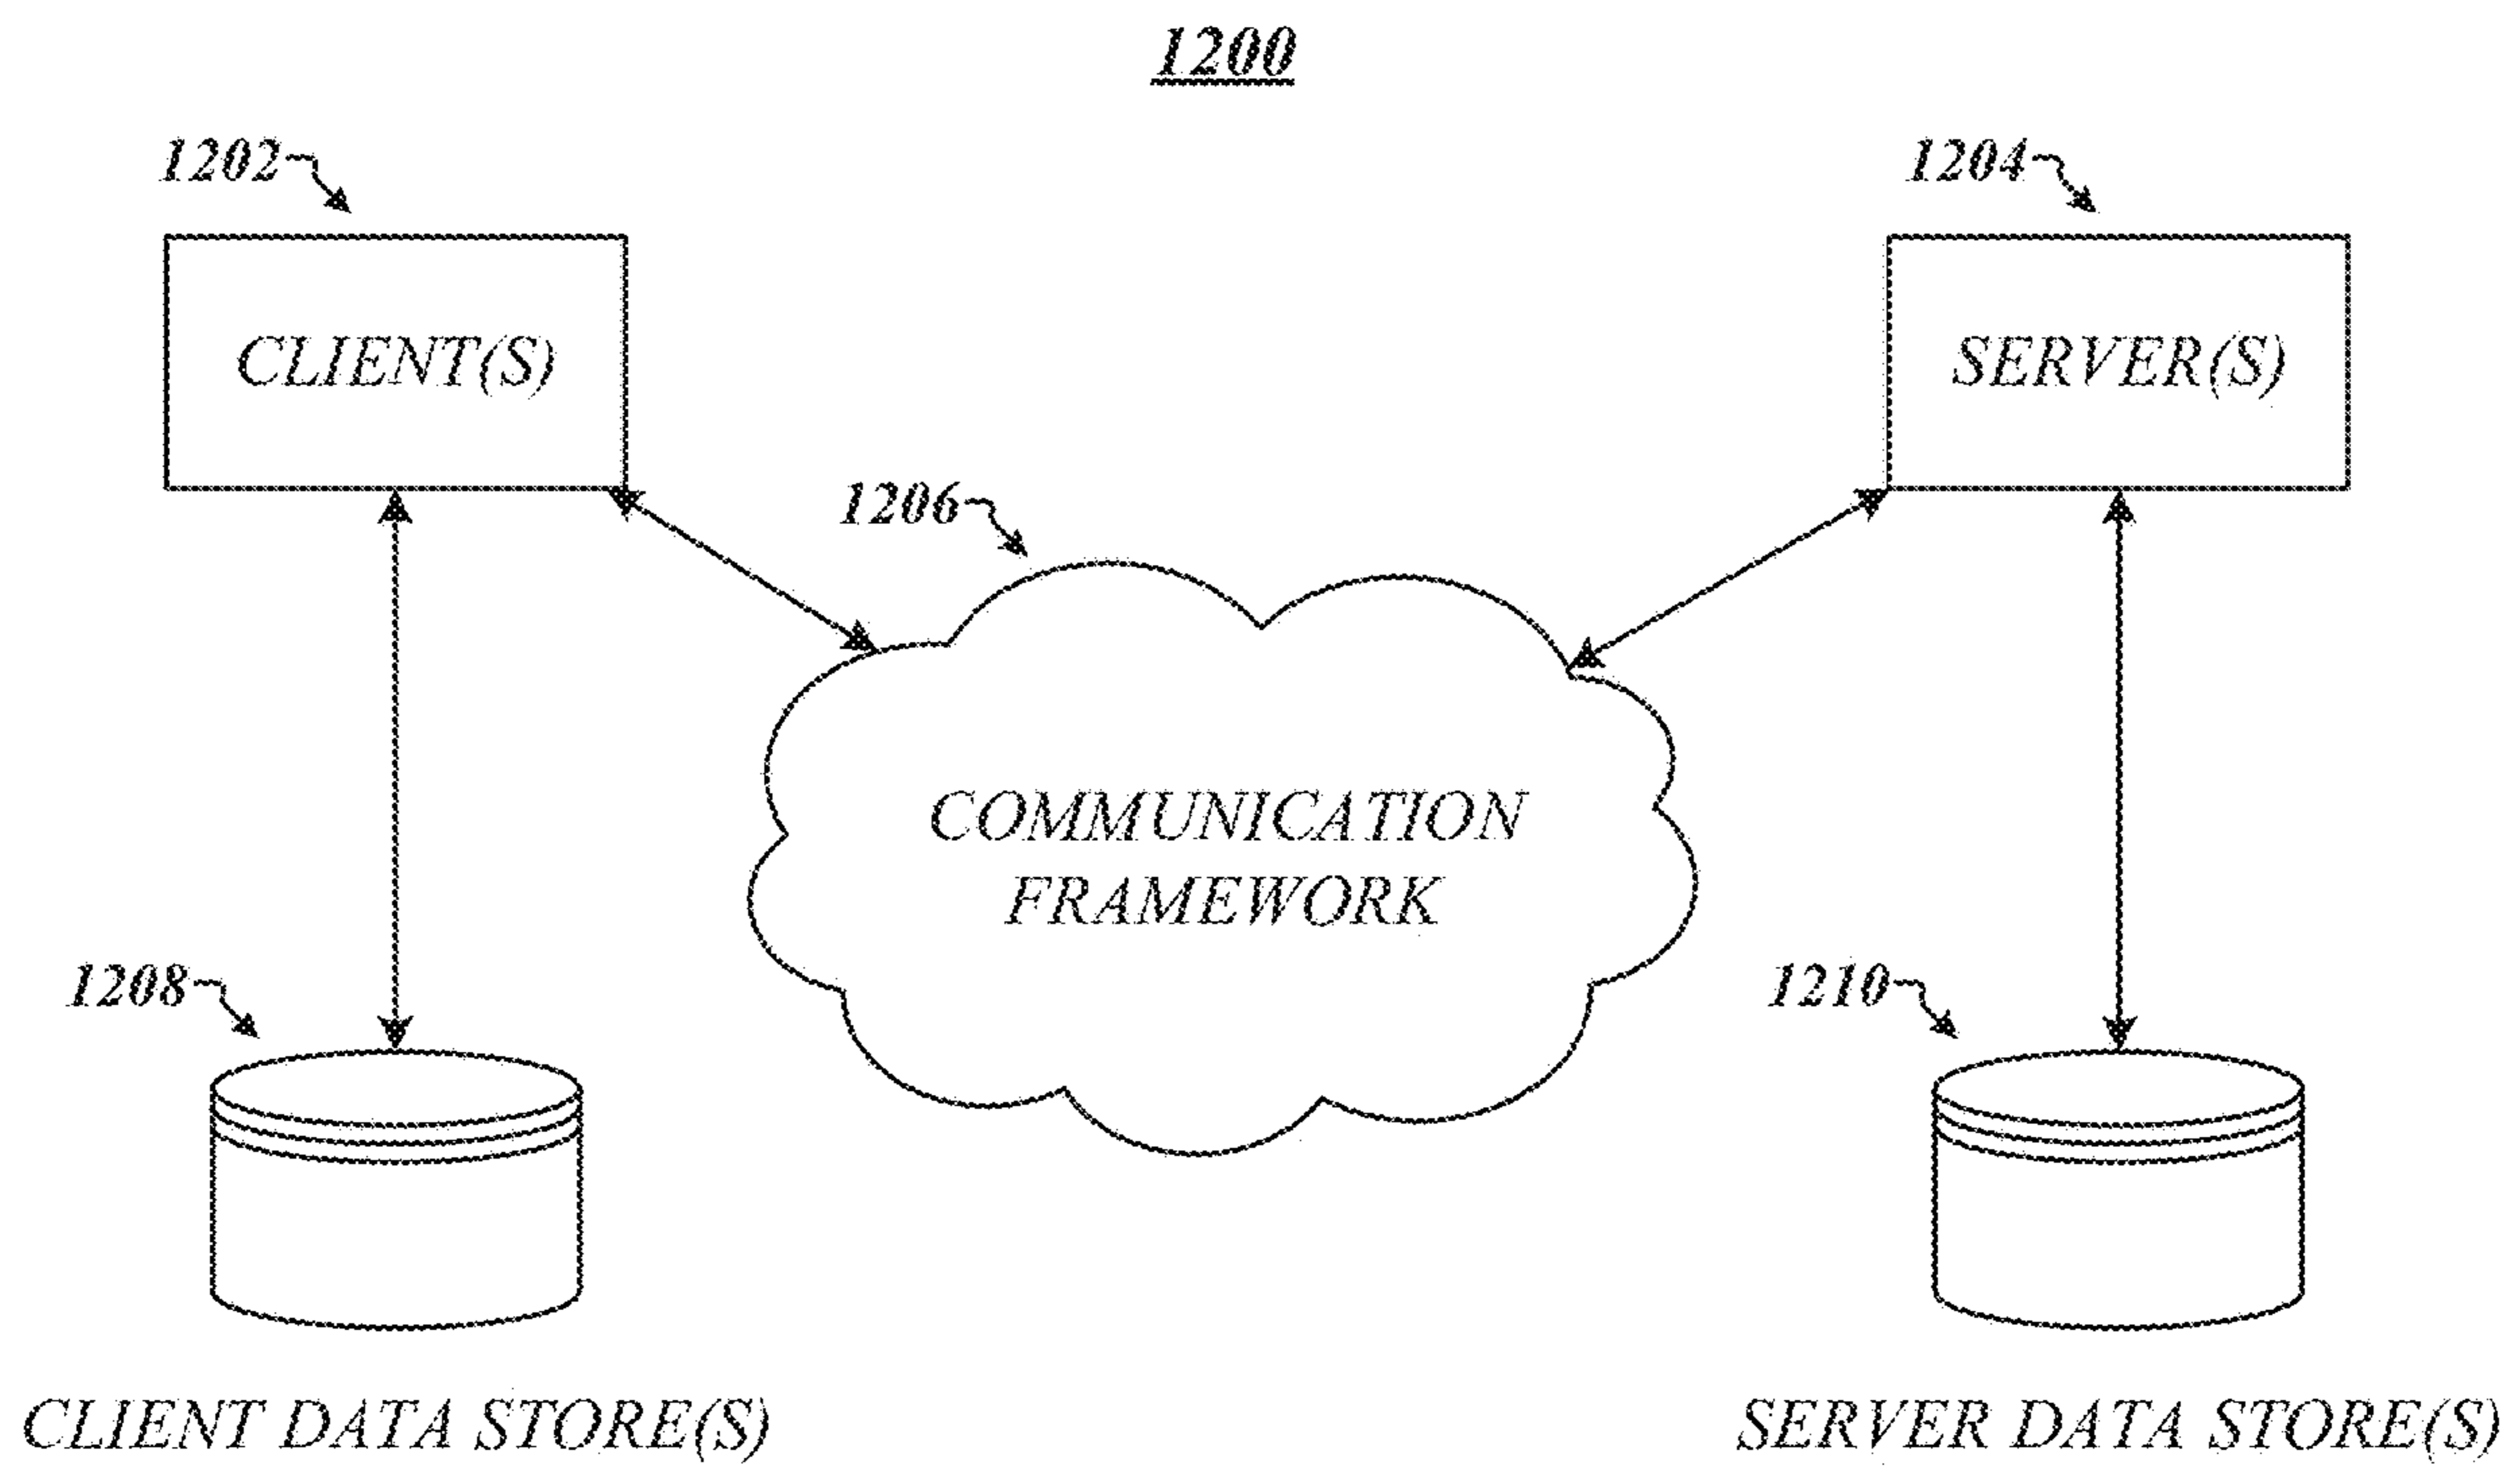 1200
1202
1204
CLIENT(S)
SERVER(S)
1206
COMMUNICATION
FRAMEWORK
1208
1210
CLIENT DATA STORE(S)
SERVER DATA STORE(S)